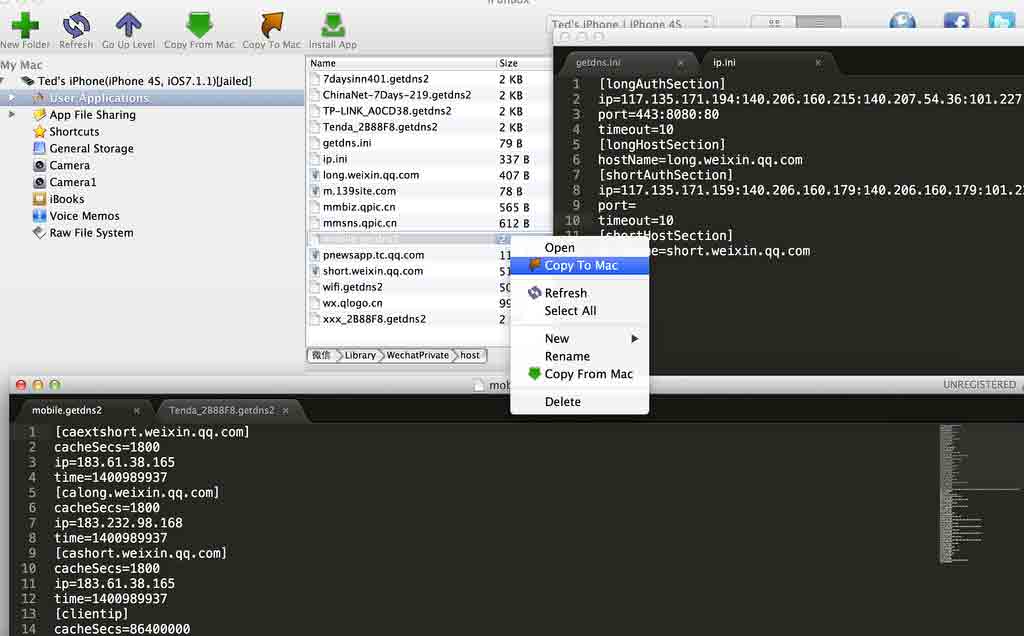 iFunBox
New Folder Refresh Go Up Level Copy From Mac Copy To Mac Install App
Ted's iPhone | iPhone 4S
My Mac
Ted's iPhone(iPhone 4S, iOS7.1.1)[Jailed]
User Applications
App File Sharing
Shortcuts
General Storage
Camera
Camera1
iBooks
Voice Memos
Raw File System
Name Size
7daysinn401.getdns2 2 KB
ChinaNet-7Days-219.getdns2 2 KB
TP-LINK_A0CD38.getdns2 2 KB
Tenda_2B88F8.getdns2 2 KB
getdns.ini 79 B
ip.ini 337 B
long.weixin.qq.com 407 B
m.139site.com 78 B
mmbiz.qpic.cn 565 B
mmsns.qpic.cn 612 B
mobile.getdns2 2
pnewsapp.tc.qq.com 11
short.weixin.qq.com 51
wifi.getdns2 50
wx.qlogo.cn 99
xxx_2B88F8.getdns2 2
微信 Library WechatPrivate host
Open
Copy To Mac
Refresh
Select All
New
Rename
Copy From Mac
Delete
getdns.ini × ip.ini ×
1 [longAuthSection]
2 ip=117.135.171.194:140.206.160.215:140.207.54.36:101.227
3 port=443:8080:80
4 timeout=10
5 [longHostSection]
6 hostName=long.weixin.qq.com
7 [shortAuthSection]
8 ip=117.135.171.159:140.206.160.179:140.206.160.179:101.2
9 port=
10 timeout=10
11 [shortHostSection]
me=short.weixin.qq.com
mob
UNREGISTERED
mobile.getdns2 × Tenda_2B88F8.getdns2 ×
1 [caextshort.weixin.qq.com]
2 cacheSecs=1800
3 ip=183.61.38.165
4 time=1400989937
5 [calong.weixin.qq.com]
6 cacheSecs=1800
7 ip=183.232.98.168
8 time=1400989937
9 [cashort.weixin.qq.com]
10 cacheSecs=1800
11 ip=183.61.38.165
12 time=1400989937
13 [clientip]
14 cacheSecs=86400000